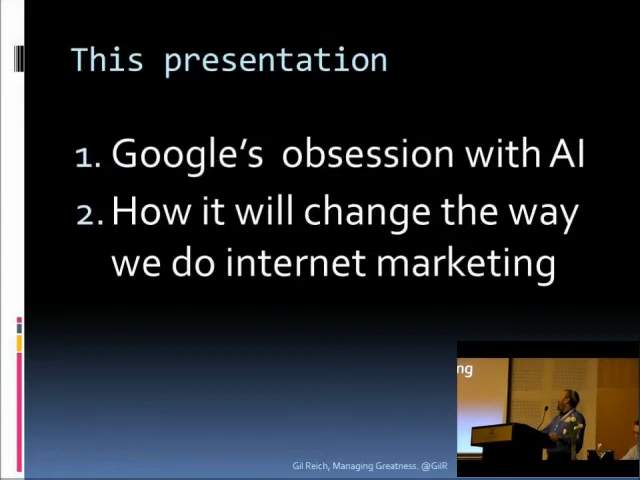 This presentation
1. Google's obsession with AI
2. How it will change the way
we do internet marketing
ng
Gil Reich, Managing Greatness. @GilR